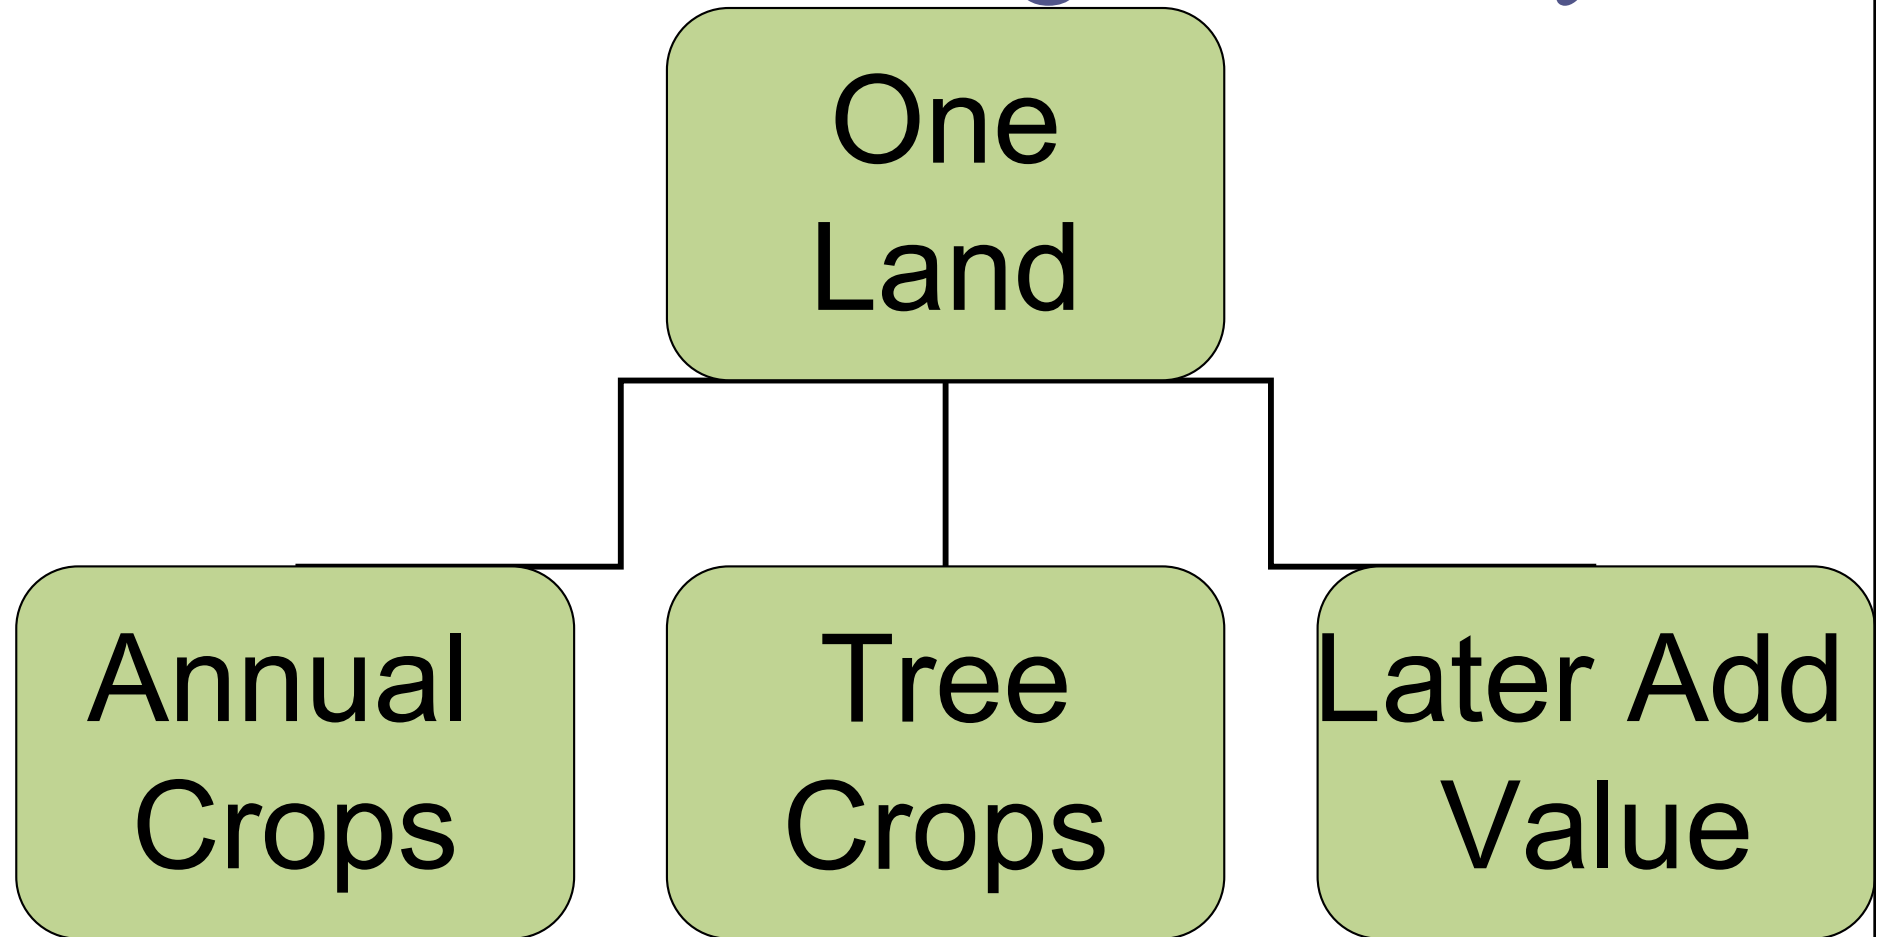 One
Land
Annual
Crops
Tree
Crops
Later Add
Value